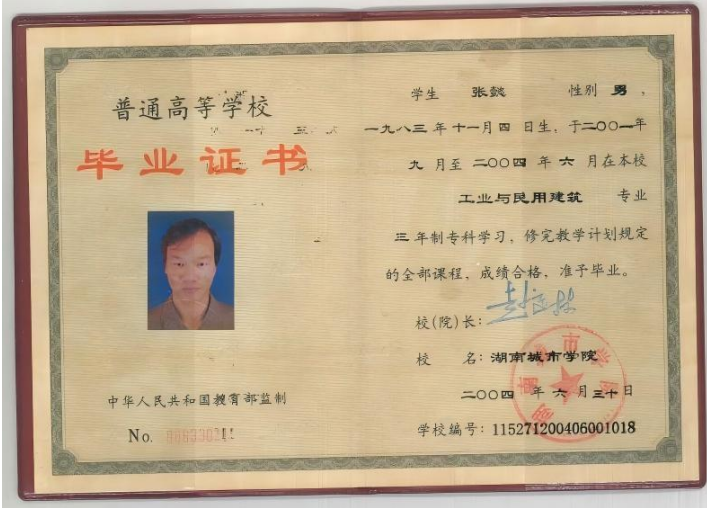 普通高等学校
毕业证书
中华人民共和国教育部监制
No.
学生 张懿 性别 男，
一九八三年十一月四日生，于二〇〇一年
九月至二〇〇四年六月在本校
工业与民用建筑 专业
三年制专科学习，修完教学计划规定
的全部课程，成绩合格，准予毕业。
校(院)长：
校 名：湖南城市学院
二〇〇四年六月三十日
学校编号：115271200406001018